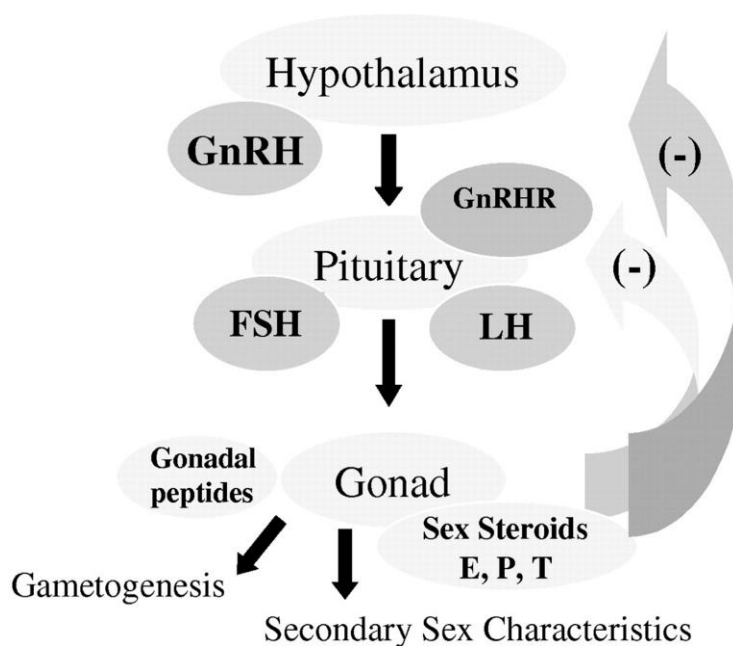 Hypothalamus
GnRH
(-)
GnRHR
Pituitary
(-)
FSH
LH
Gonadal
peptides
Gonad
Sex Steroids
E, P, T
Gametogenesis
Secondary Sex Characteristics